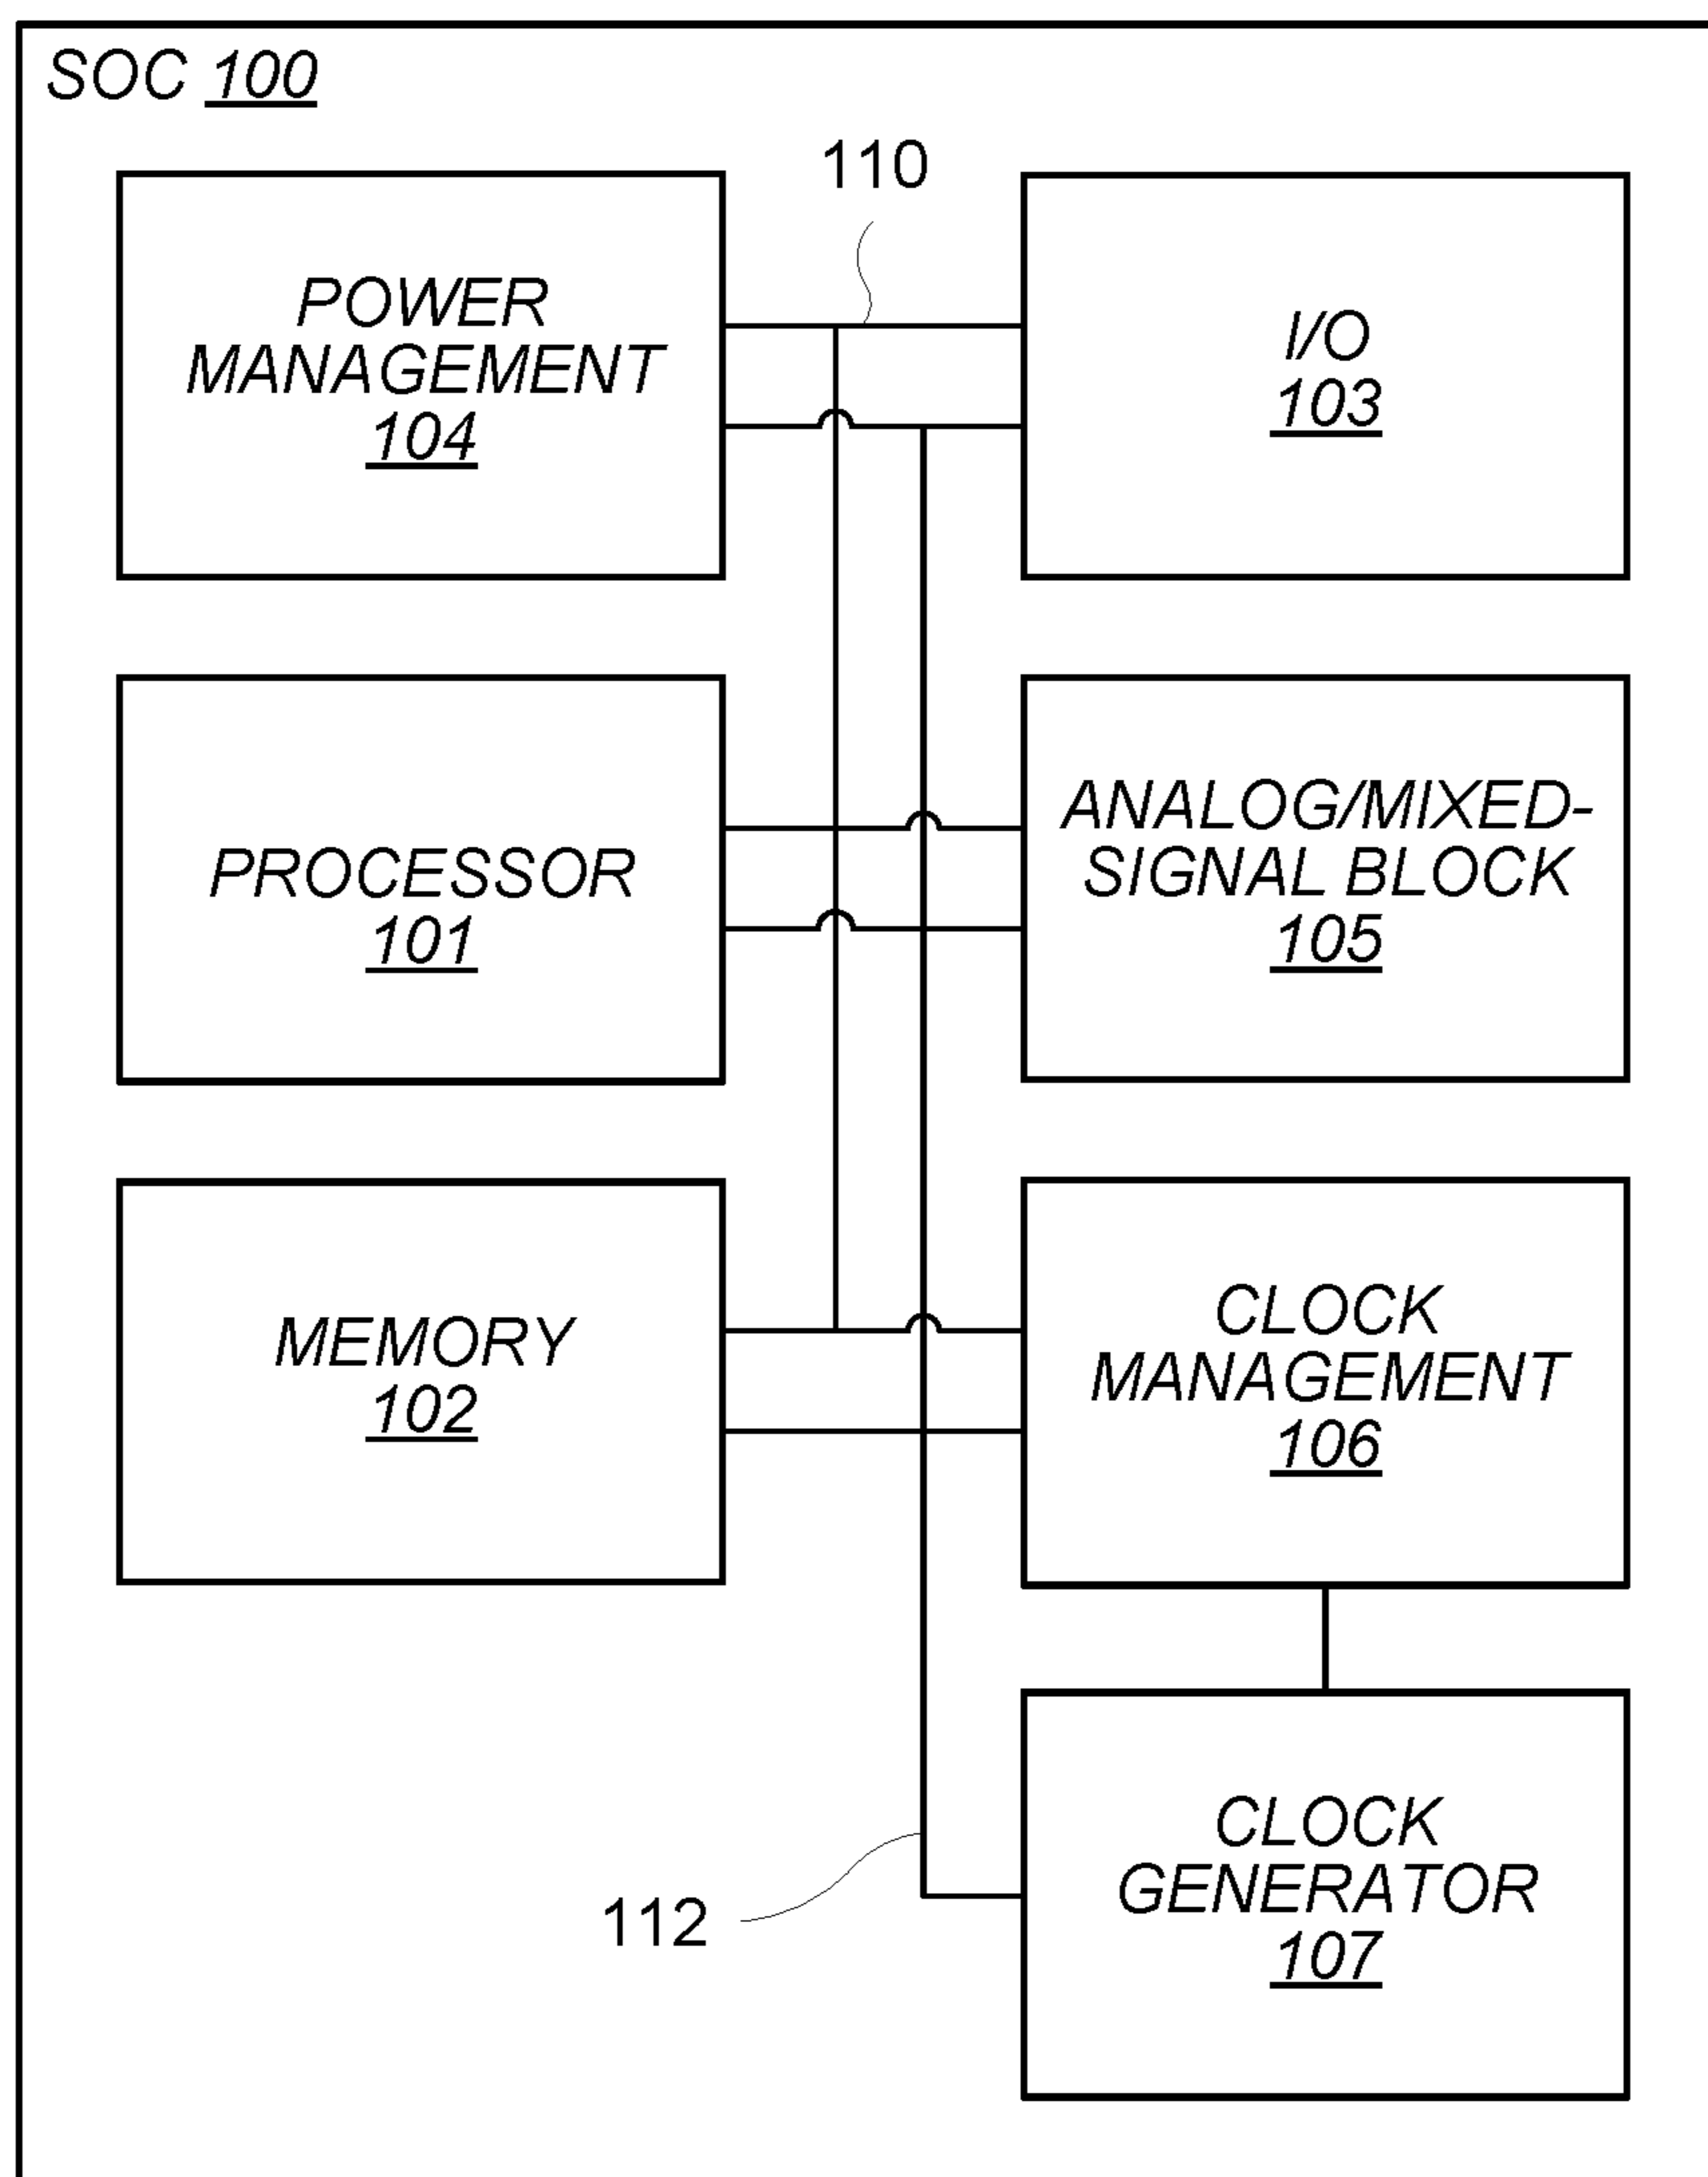 SOC 100
110
POWER
MANAGEMENT
104
I/O
103
PROCESSOR
101
ANALOG/MIXED-
SIGNAL BLOCK
105
MEMORY
102
CLOCK
MANAGEMENT
106
CLOCK
GENERATOR
107
112